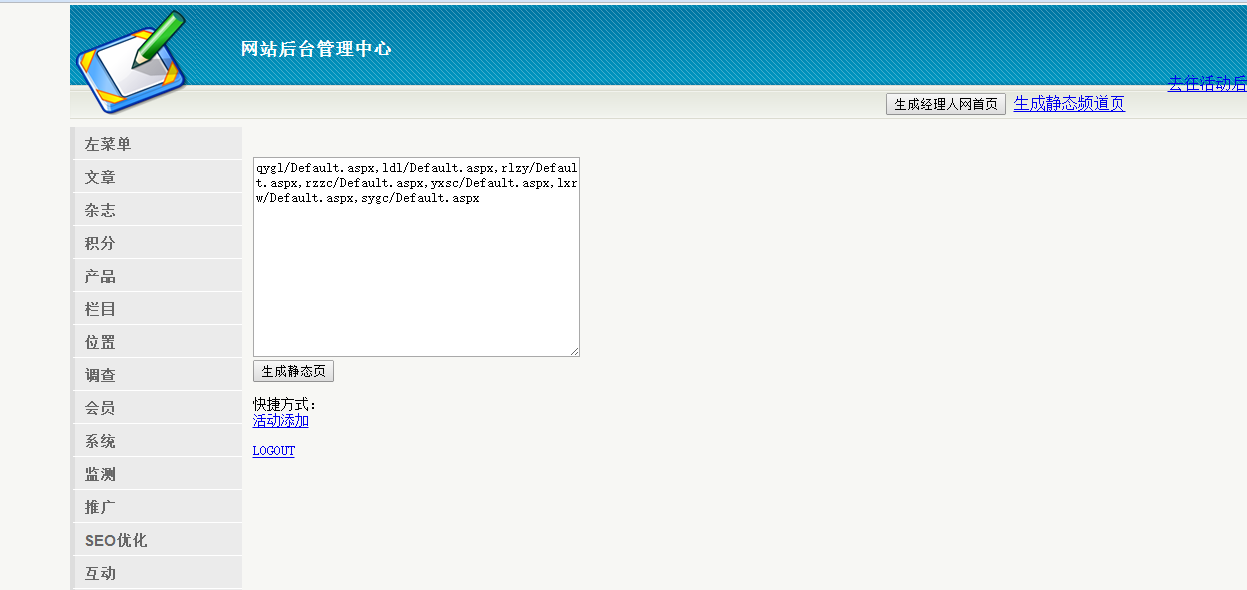 网站后台管理中心
去往活动后
生成经理人网首页 生成静态频道页
左菜单
文章
杂志
积分
产品
栏目
位置
调查
会员
系统
监测
推广
SEO优化
互动
qygl/Default.aspx,ldl/Default.aspx,rlzy/Defaul
t.aspx,rzzc/Default.aspx,yxsc/Default.aspx,lxr
w/Default.aspx,sygc/Default.aspx
生成静态页
快捷方式：
活动添加
LOGOUT